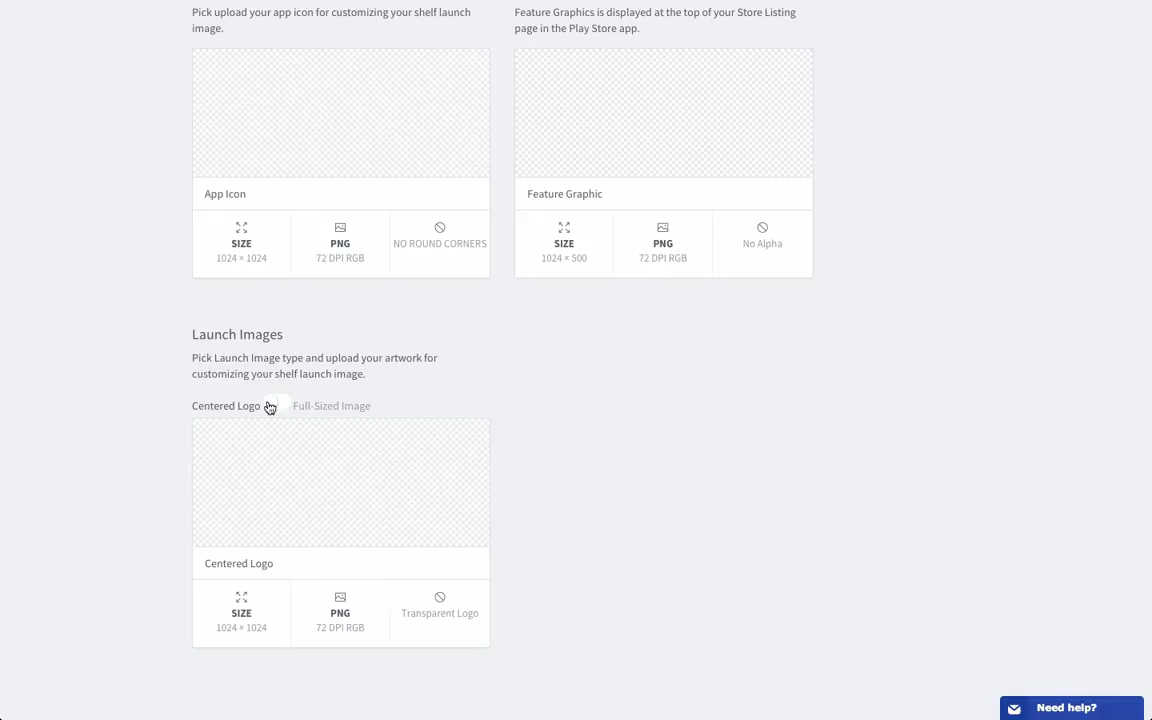 Pick upload your app icon for customizing your shelf launch
image.
Feature Graphics is displayed at the top of your Store Listing
page in the Play Store app.
App Icon
SIZE
1024 × 1024
PNG
72 DPI RGB
NO ROUND CORNERS
Feature Graphic
SIZE
1024 × 500
PNG
72 DPI RGB
No Alpha
Launch Images
Pick Launch Image type and upload your artwork for
customizing your shelf launch image.
Centered Logo
Full-Sized Image
Centered Logo
SIZE
1024 × 1024
PNG
72 DPI RGB
Transparent Logo
Need help?